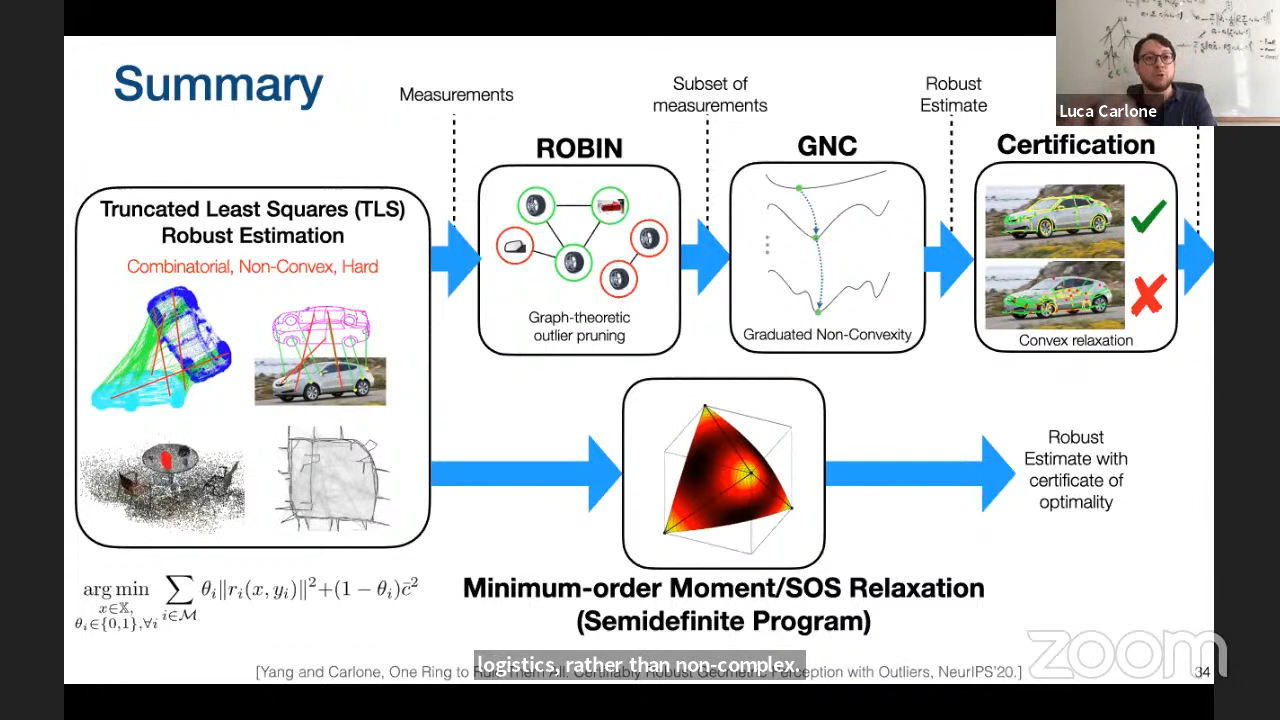 Summary
Measurements
Subset of
measurements
Robust
Estimate
Luca Carlone
ROBIN
GNC
Certification
Truncated Least Squares (TLS)
Robust Estimation
Combinatorial, Non-Convex, Hard
Graph-theoretic
outlier pruning
Graduated Non-Convexity
Convex relaxation
Robust
Estimate with
certificate of
optimality
arg min ∑ θᵢ‖rᵢ(x, yᵢ)‖²+(1 − θᵢ)c̄²
x∈𝕏,
θᵢ∈{0,1},∀i i∈ℳ
Minimum-order Moment/SOS Relaxation
(Semidefinite Program)
zoom
logistics, rather than non-complex.
[Yang and Carlone, One Ring to Rule Them All: Certifiably Robust Geometric Perception with Outliers, NeurIPS'20.]
34